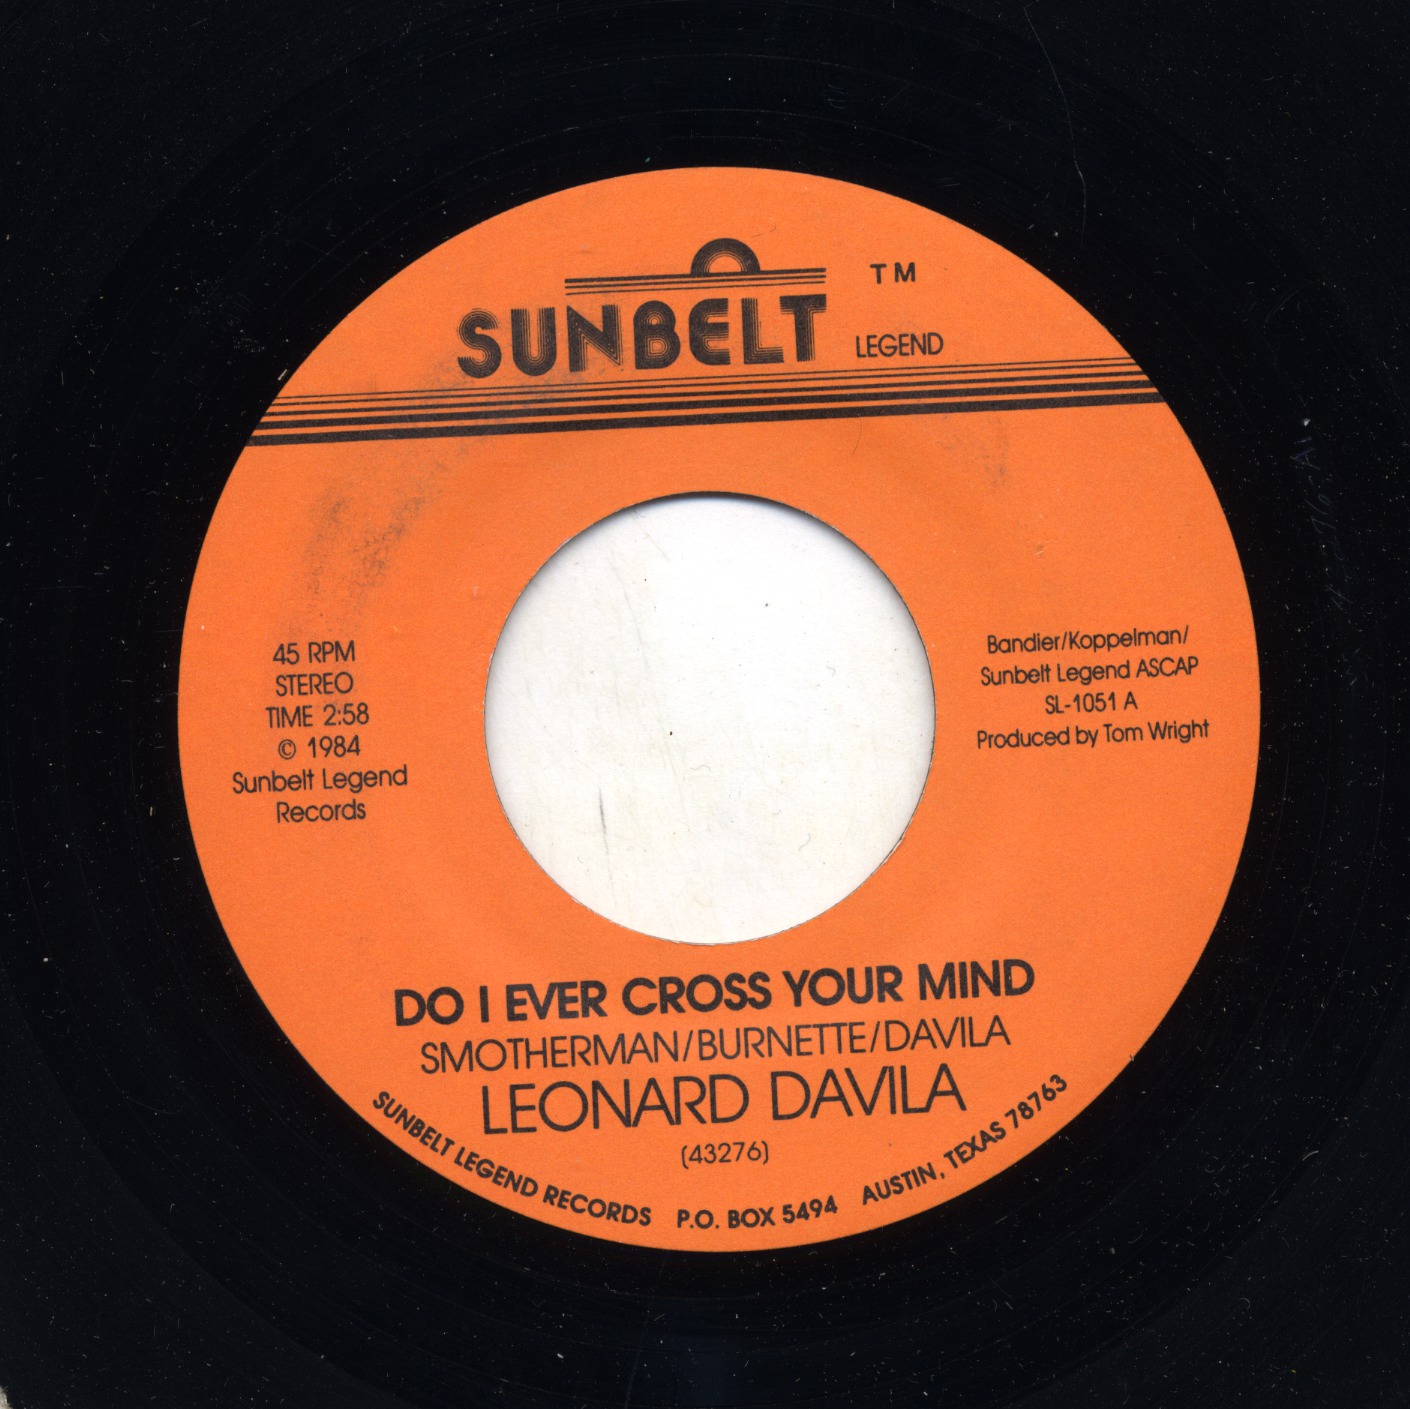 SUNBELT
TM
LEGEND
45 RPM
STEREO
TIME 2:58
© 1984
Sunbelt Legend
Records
Bandier/Koppelman/
Sunbelt Legend ASCAP
SL-1051 A
Produced by Tom Wright
DO I EVER CROSS YOUR MIND
SMOTHERMAN/BURNETTE/DAVILA
LEONARD DAVILA
(43276)
SUNBELT LEGEND RECORDS P.O. BOX 5494 AUSTIN, TEXAS 78763